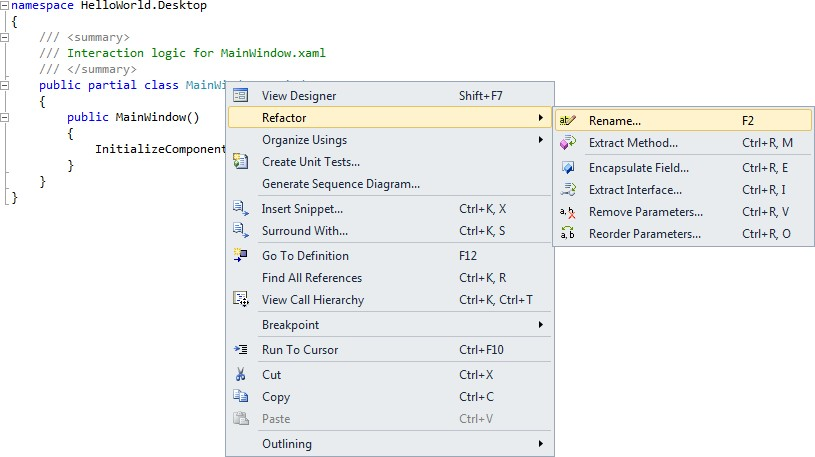 namespace HelloWorld.Desktop
{
/// <summary>
/// Interaction logic for MainWindow.xaml
/// </summary>
public partial class
{
public MainWindow()
{
InitializeComponent
}
}
}
View Designer Shift+F7
Refactor
Organize Usings
Create Unit Tests...
Generate Sequence Diagram...
Insert Snippet... Ctrl+K, X
Surround With... Ctrl+K, S
Go To Definition F12
Find All References Ctrl+K, R
View Call Hierarchy Ctrl+K, Ctrl+T
Breakpoint
Run To Cursor Ctrl+F10
Cut Ctrl+X
Copy Ctrl+C
Paste Ctrl+V
Outlining
Rename... F2
Extract Method... Ctrl+R, M
Encapsulate Field... Ctrl+R, E
Extract Interface... Ctrl+R, I
Remove Parameters... Ctrl+R, V
Reorder Parameters... Ctrl+R, O